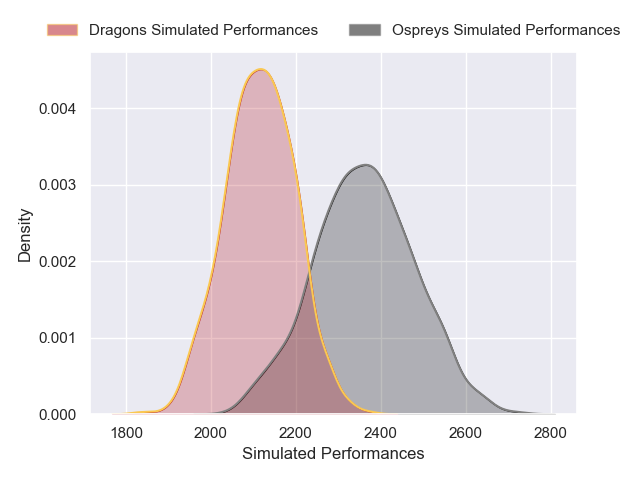 Dragons Simulated Performances Ospreys Simulated Performances
0.004
0.003
0.002
0.001
0.000
Density
1800 2000 2200 2400 2600 2800
Simulated Performances